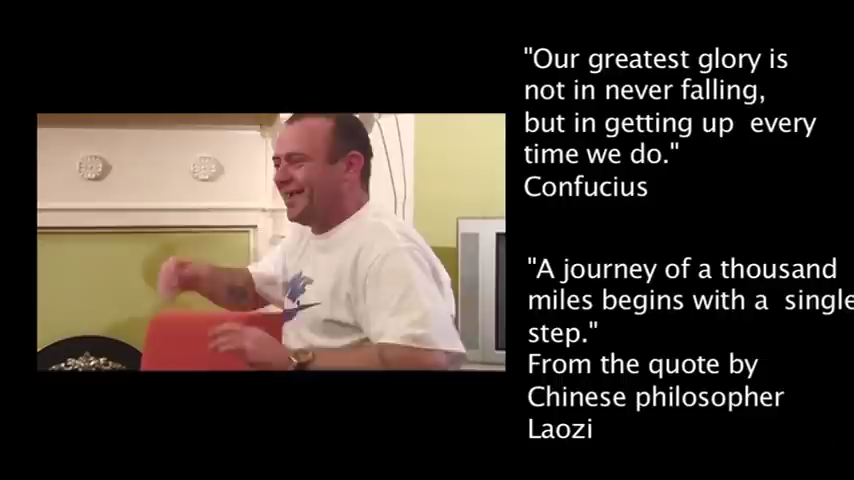 "Our greatest glory is
not in never falling,
but in getting up every
time we do."
Confucius
"A journey of a thousand
miles begins with a single
step."
From the quote by
Chinese philosopher
Laozi